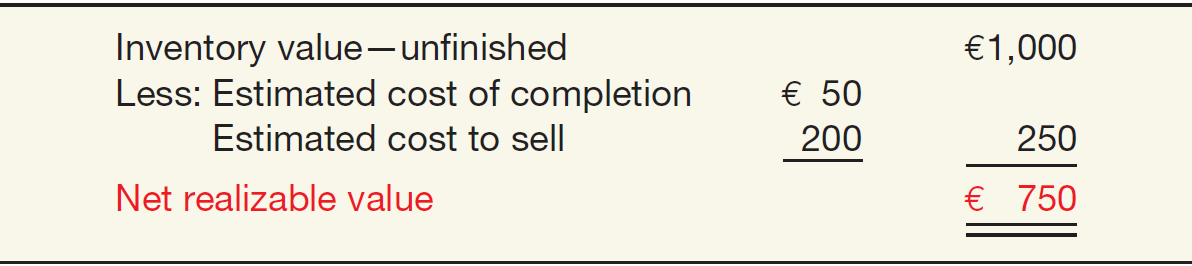 Inventory value—unfinished €1,000
Less: Estimated cost of completion € 50
Estimated cost to sell 200 250
Net realizable value € 750